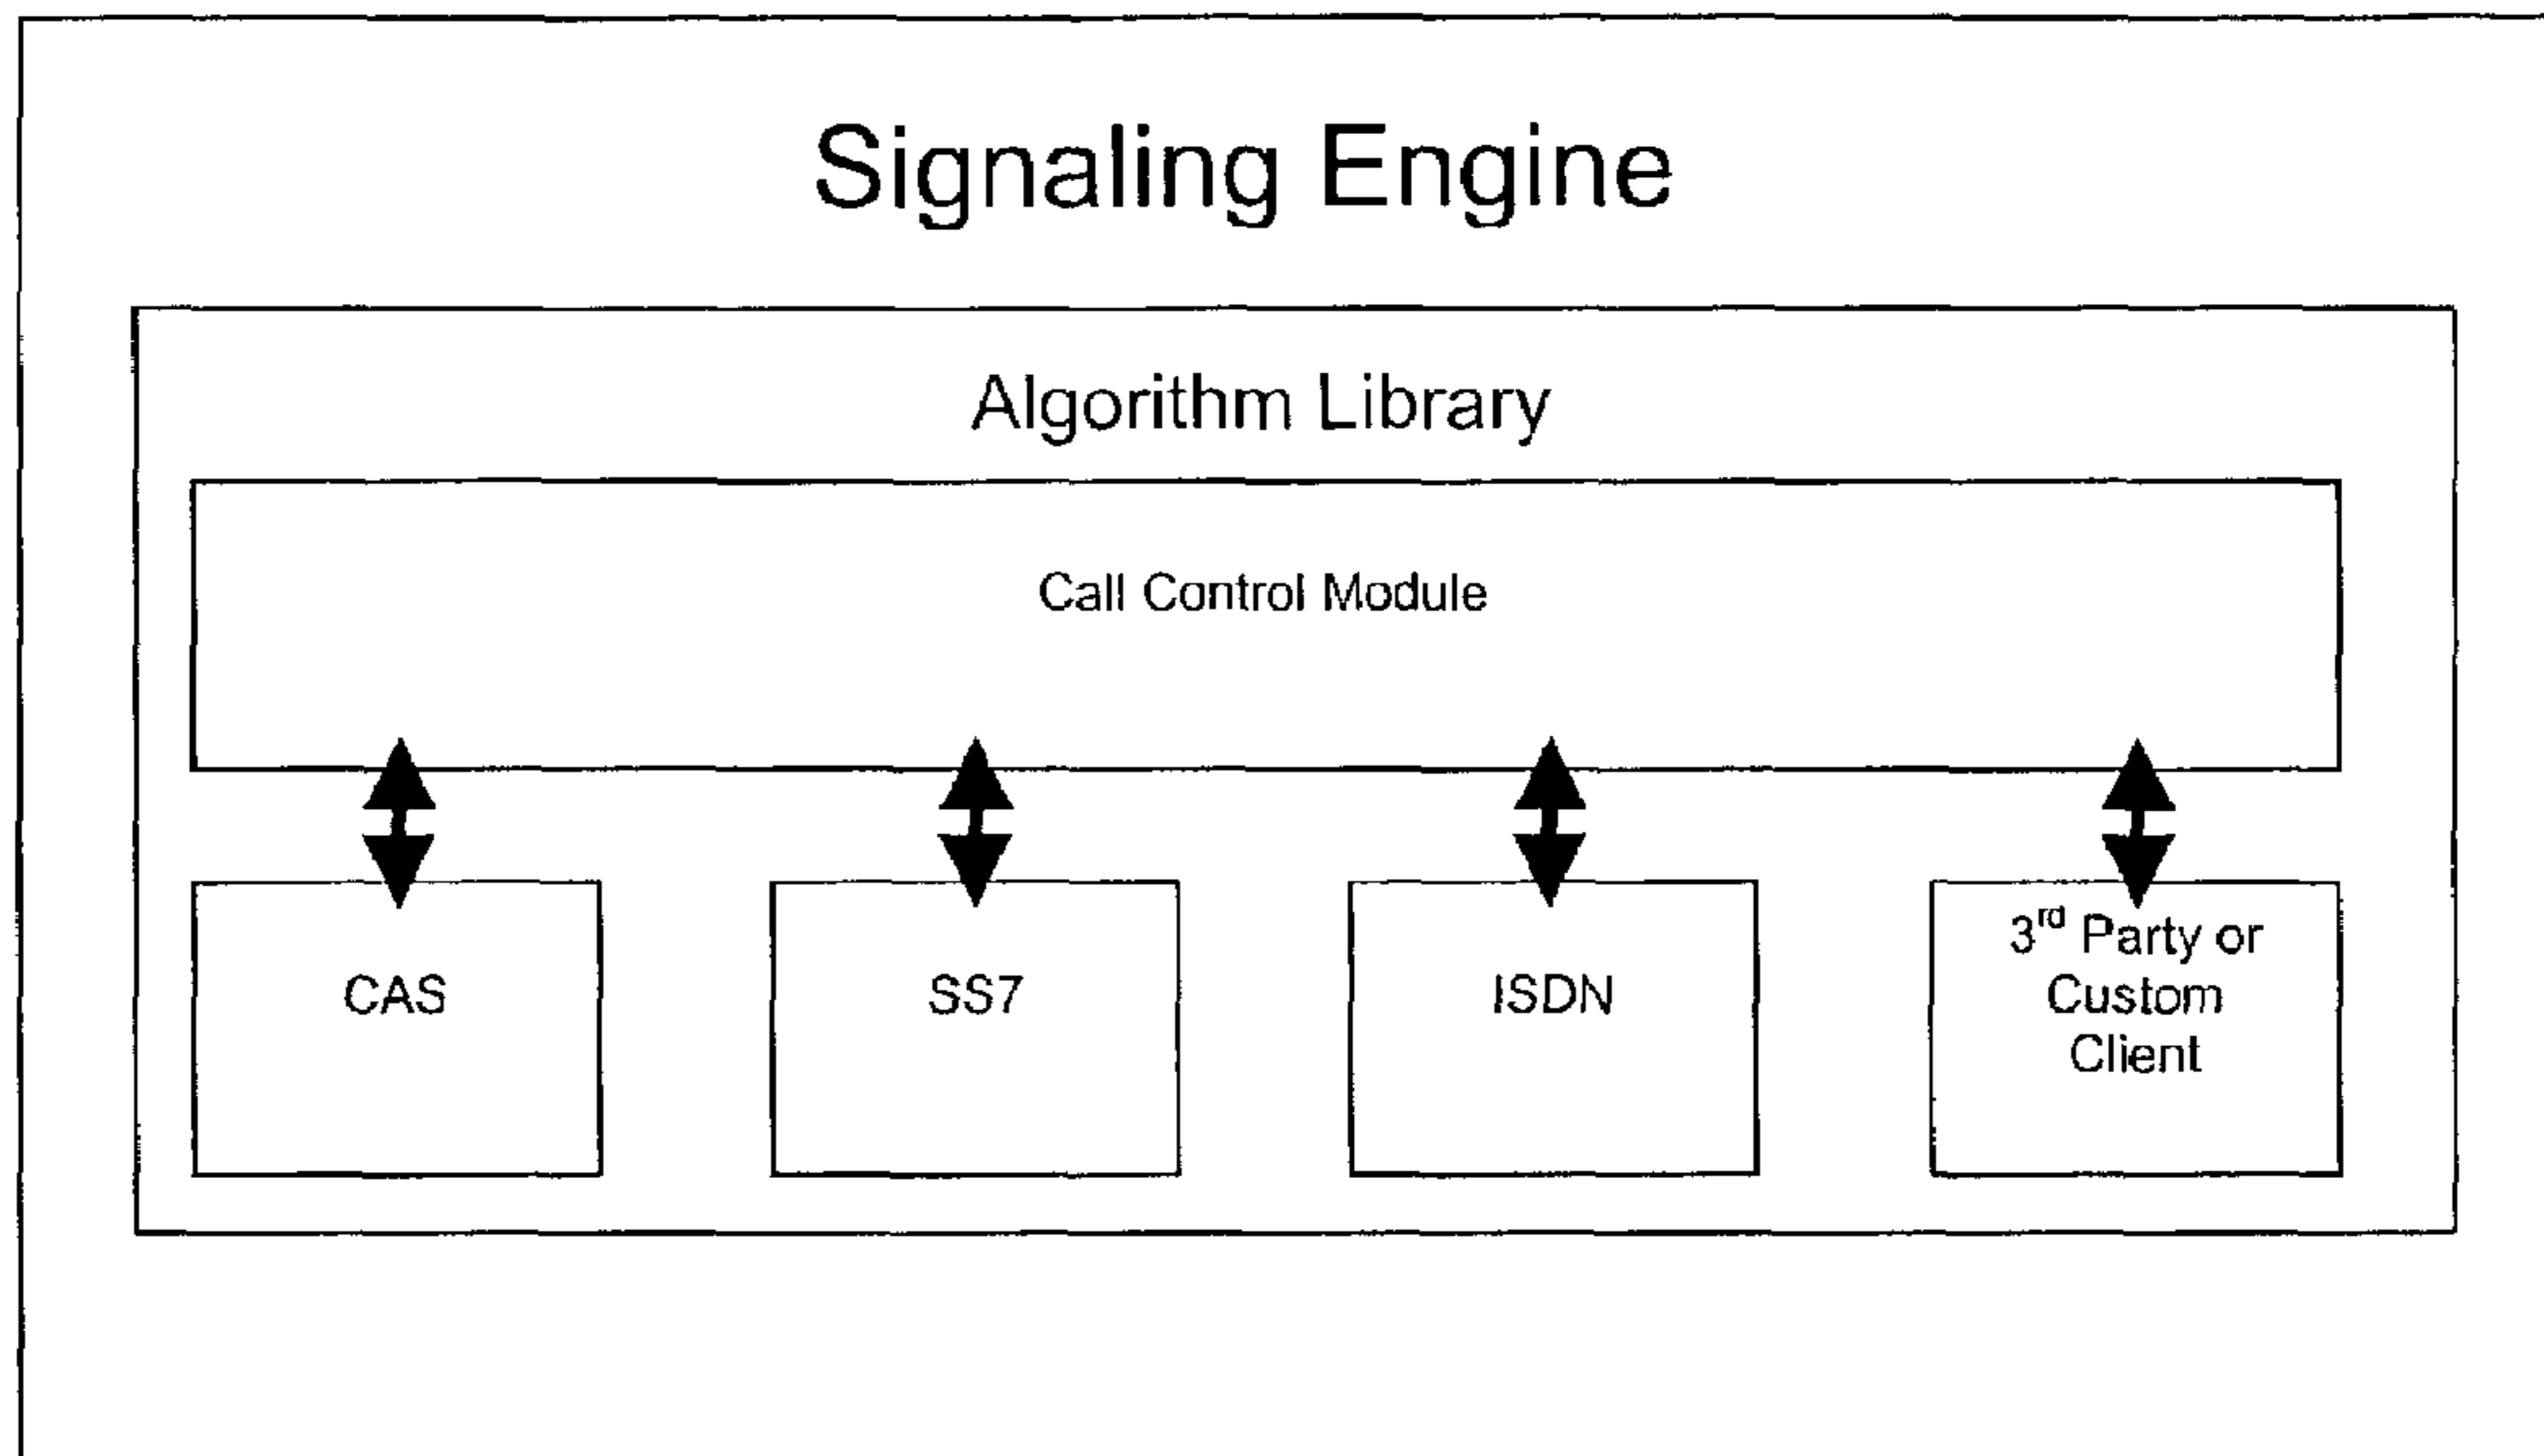 Signaling Engine
Algorithm Library
Call Control Module
CAS
SS7
ISDN
3rd Party or
Custom
Client